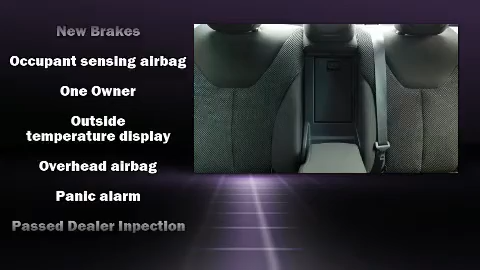 New Brakes
Occupant sensing airbag
One Owner
Outside
temperature display
Overhead airbag
Panic alarm
Passed Dealer Inpection